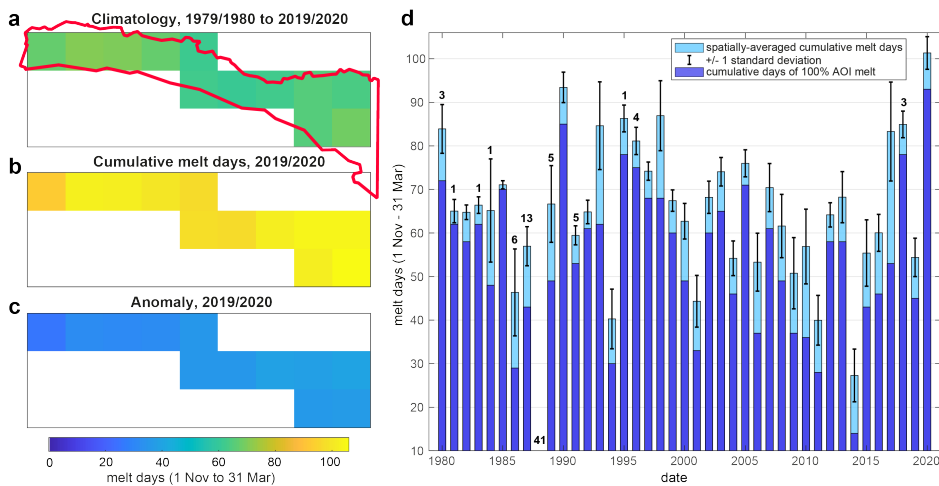 a
Climatology, 1979/1980 to 2019/2020
b
Cumulative melt days, 2019/2020
c
Anomaly, 2019/2020
0 20 40 60 80 100
melt days (1 Nov to 31 Mar)
d
spatially-averaged cumulative melt days
+/- 1 standard deviation
cumulative days of 100% AOI melt
melt days (1 Nov - 31 Mar)
100
90
80
70
60
50
40
30
20
10
3 1 1 1 6 13 41 5 5 1 4 3
1980 1985 1990 1995 2000 2005 2010 2015 2020
date